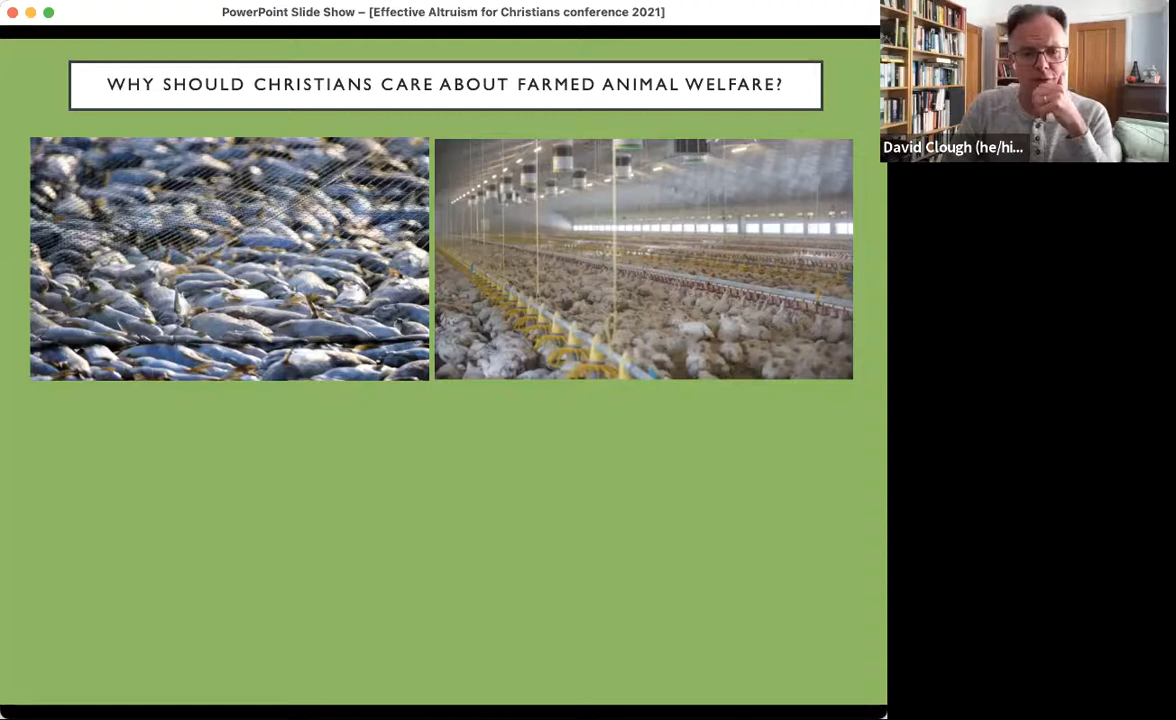 PowerPoint Slide Show – [Effective Altruism for Christians conference 2021]
WHY SHOULD CHRISTIANS CARE ABOUT FARMED ANIMAL WELFARE?
David Clough (he/hi...